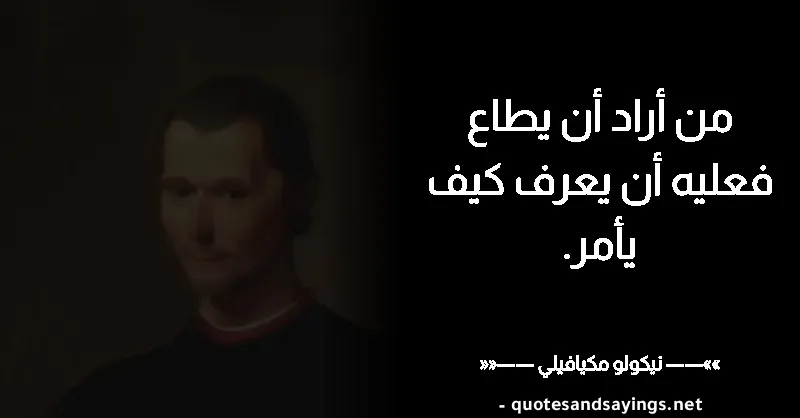 من أراد أن يطاع
فعليه أن يعرف كيف
يأمر.
»»—— نيكولو مكيافيلي ——««
- quotesandsayings.net